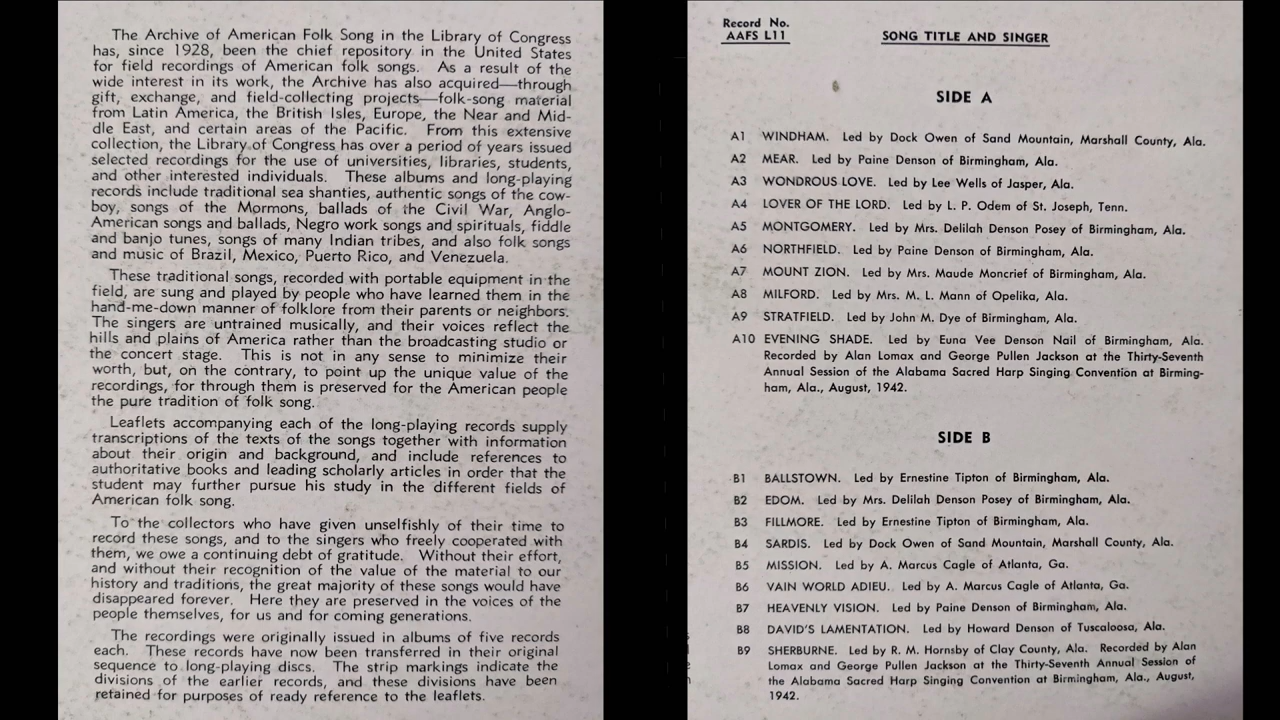 The Archive of American Folk Song in the Library of Congress
has, since 1928, been the chief repository in the United States
for field recordings of American folk songs. As a result of the
wide interest in its work, the Archive has also acquired—through
gift, exchange, and field-collecting projects—folk-song material
from Latin America, the British Isles, Europe, the Near and Mid-
dle East, and certain areas of the Pacific. From this extensive
collection, the Library of Congress has over a period of years issued
selected recordings for the use of universities, libraries, students,
and other interested individuals. These albums and long-playing
records include traditional sea shanties, authentic songs of the cow-
boy, songs of the Mormons, ballads of the Civil War, Anglo-
American songs and ballads, Negro work songs and spirituals, fiddle
and banjo tunes, songs of many Indian tribes, and also folk songs
and music of Brazil, Mexico, Puerto Rico, and Venezuela.
These traditional songs, recorded with portable equipment in the
field, are sung and played by people who have learned them in the
hand-me-down manner of folklore from their parents or neighbors.
The singers are untrained musically, and their voices reflect the
hills and plains of America rather than the broadcasting studio or
the concert stage. This is not in any sense to minimize their
worth, but, on the contrary, to point up the unique value of the
recordings, for through them is preserved for the American people
the pure tradition of folk song.
Leaflets accompanying each of the long-playing records supply
transcriptions of the texts of the songs together with information
about their origin and background, and include references to
authoritative books and leading scholarly articles in order that the
student may further pursue his study in the different fields of
American folk song.
To the collectors who have given unselfishly of their time to
record these songs, and to the singers who freely cooperated with
them, we owe a continuing debt of gratitude. Without their effort,
and without their recognition of the value of the material to our
history and traditions, the great majority of these songs would have
disappeared forever. Here they are preserved in the voices of the
people themselves, for us and for coming generations.
The recordings were originally issued in albums of five records
each. These records have now been transferred in their original
sequence to long-playing discs. The strip markings indicate the
divisions of the earlier records, and these divisions have been
retained for purposes of ready reference to the leaflets.
Record No.
AAFS L11
SONG TITLE AND SINGER
SIDE A
A1 WINDHAM. Led by Dock Owen of Sand Mountain, Marshall County, Ala.
A2 MEAR. Led by Paine Denson of Birmingham, Ala.
A3 WONDROUS LOVE. Led by Lee Wells of Jasper, Ala.
A4 LOVER OF THE LORD. Led by L. P. Odem of St. Joseph, Tenn.
A5 MONTGOMERY. Led by Mrs. Delilah Denson Posey of Birmingham, Ala.
A6 NORTHFIELD. Led by Paine Denson of Birmingham, Ala.
A7 MOUNT ZION. Led by Mrs. Maude Moncrief of Birmingham, Ala.
A8 MILFORD. Led by Mrs. M. L. Mann of Opelika, Ala.
A9 STRATFIELD. Led by John M. Dye of Birmingham, Ala.
A10 EVENING SHADE. Led by Euna Vee Denson Nail of Birmingham, Ala.
Recorded by Alan Lomax and George Pullen Jackson at the Thirty-Seventh
Annual Session of the Alabama Sacred Harp Singing Convention at Birming-
ham, Ala., August, 1942.
SIDE B
B1 BALLSTOWN. Led by Ernestine Tipton of Birmingham, Ala.
B2 EDOM. Led by Mrs. Delilah Denson Posey of Birmingham, Ala.
B3 FILLMORE. Led by Ernestine Tipton of Birmingham, Ala.
B4 SARDIS. Led by Dock Owen of Sand Mountain, Marshall County, Ala.
B5 MISSION. Led by A. Marcus Cagle of Atlanta, Ga.
B6 VAIN WORLD ADIEU. Led by A. Marcus Cagle of Atlanta, Ga.
B7 HEAVENLY VISION. Led by Paine Denson of Birmingham, Ala.
B8 DAVID'S LAMENTATION. Led by Howard Denson of Tuscaloosa, Ala.
B9 SHERBURNE. Led by R. M. Hornsby of Clay County, Ala. Recorded by Alan
Lomax and George Pullen Jackson at the Thirty-Seventh Annual Session of
the Alabama Sacred Harp Singing Convention at Birmingham, Ala., August,
1942.